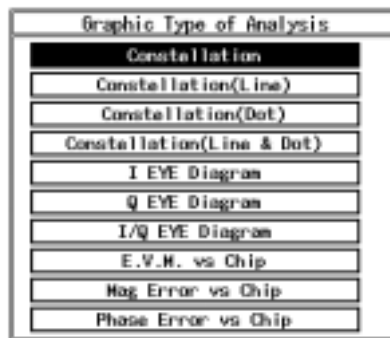 Graphic Type of Analysis
Constellation
Constellation(Line)
Constellation(Dot)
Constellation(Line & Dot)
I EYE Diagram
Q EYE Diagram
I/Q EYE Diagram
E.V.M. vs Chip
Mag Error vs Chip
Phase Error vs Chip